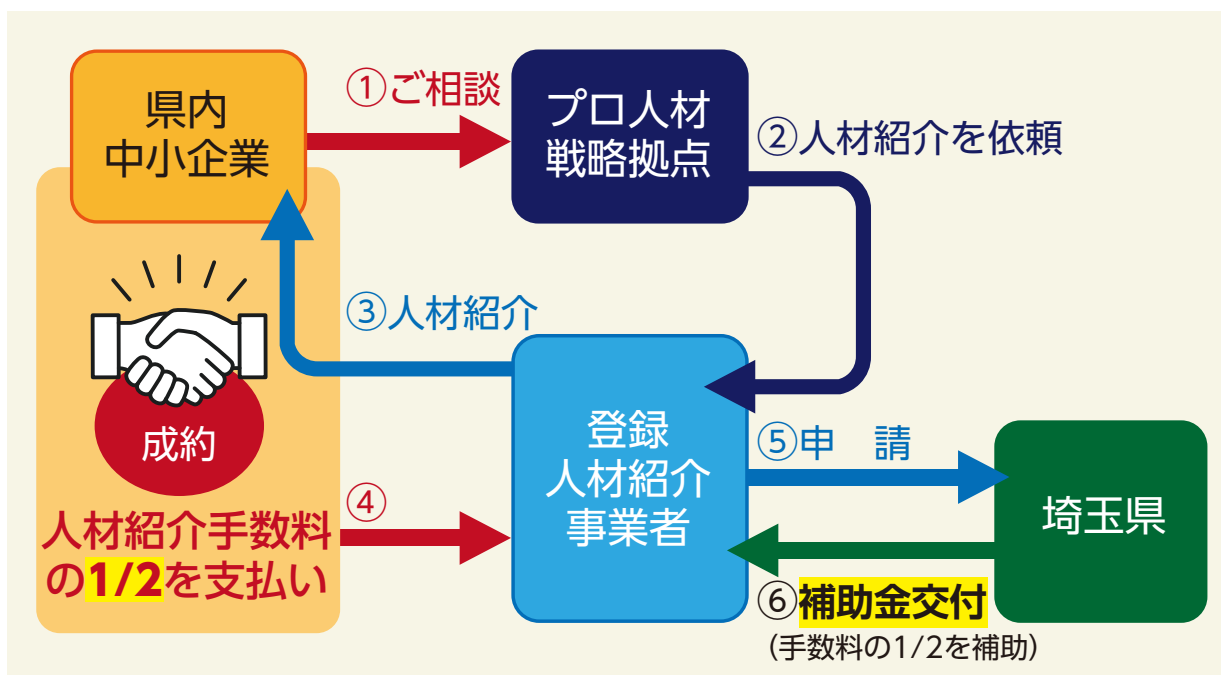 県内
中小企業
①ご相談
プロ人材
戦略拠点
②人材紹介を依頼
③人材紹介
成約
人材紹介手数料
の1/2を支払い
④
登録
人材紹介
事業者
⑤申　請
埼玉県
⑥補助金交付
（手数料の1/2を補助）